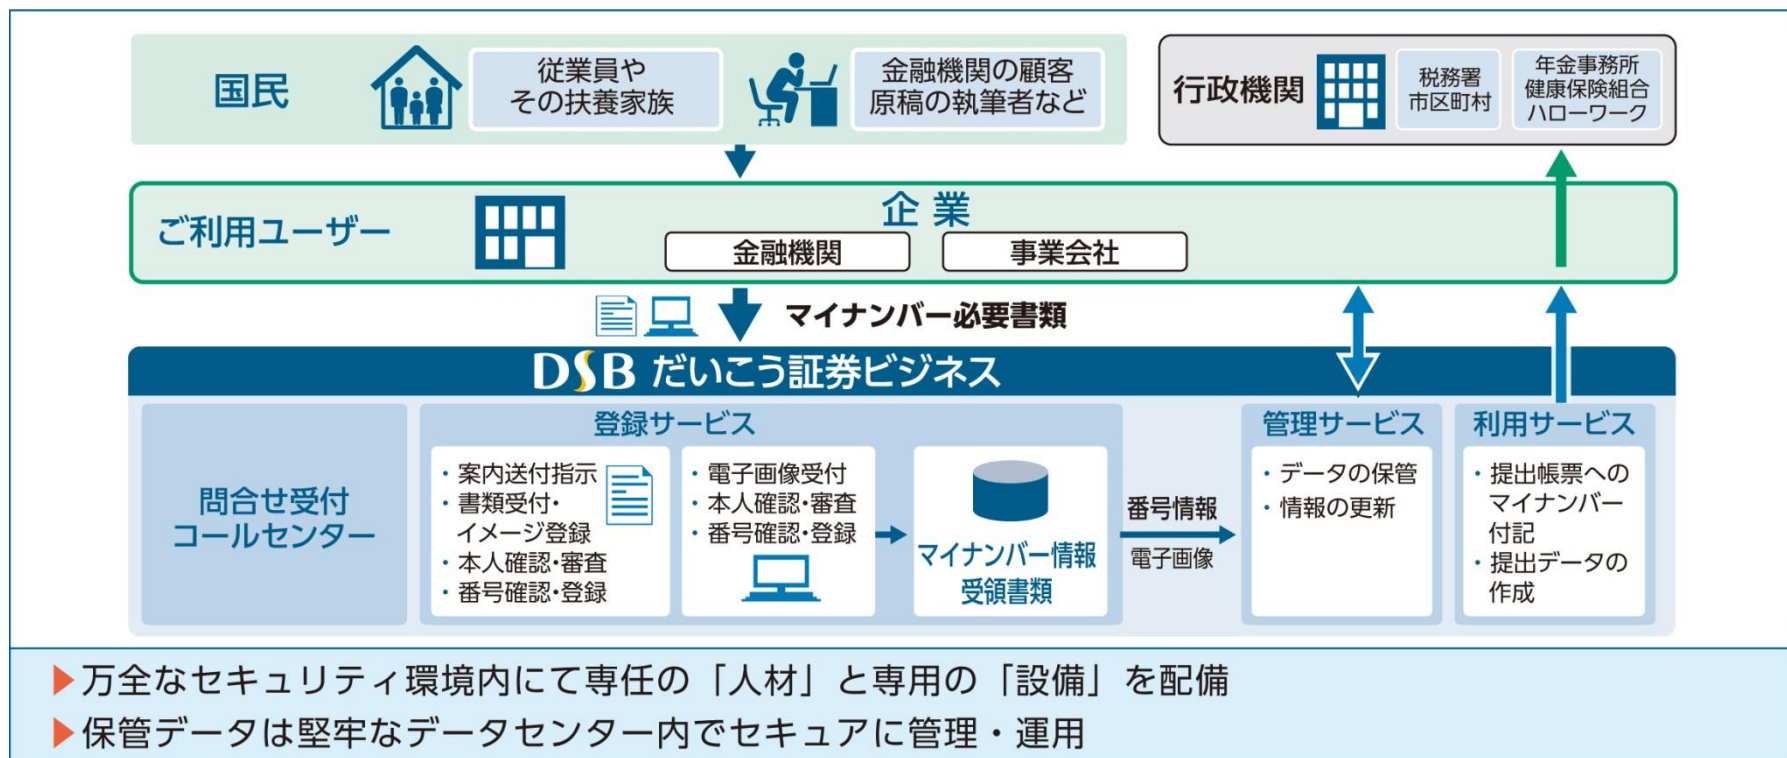 国民
従業員や
その扶養家族
金融機関の顧客
原稿の執筆者など
行政機関
税務署
市区町村
年金事務所
健康保険組合
ハローワーク
ご利用ユーザー
企業
金融機関
事業会社
マイナンバー必要書類
DSB だいこう証券ビジネス
問合せ受付
コールセンター
登録サービス
・案内送付指示
・書類受付・
イメージ登録
・本人確認・審査
・番号確認・登録
・電子画像受付
・本人確認・審査
・番号確認・登録
マイナンバー情報
受領書類
番号情報
電子画像
管理サービス
・データの保管
・情報の更新
利用サービス
・提出帳票への
マイナンバー
付記
・提出データの
作成
▶万全なセキュリティ環境内にて専任の「人材」と専用の「設備」を配備
▶保管データは堅牢なデータセンター内でセキュアに管理・運用